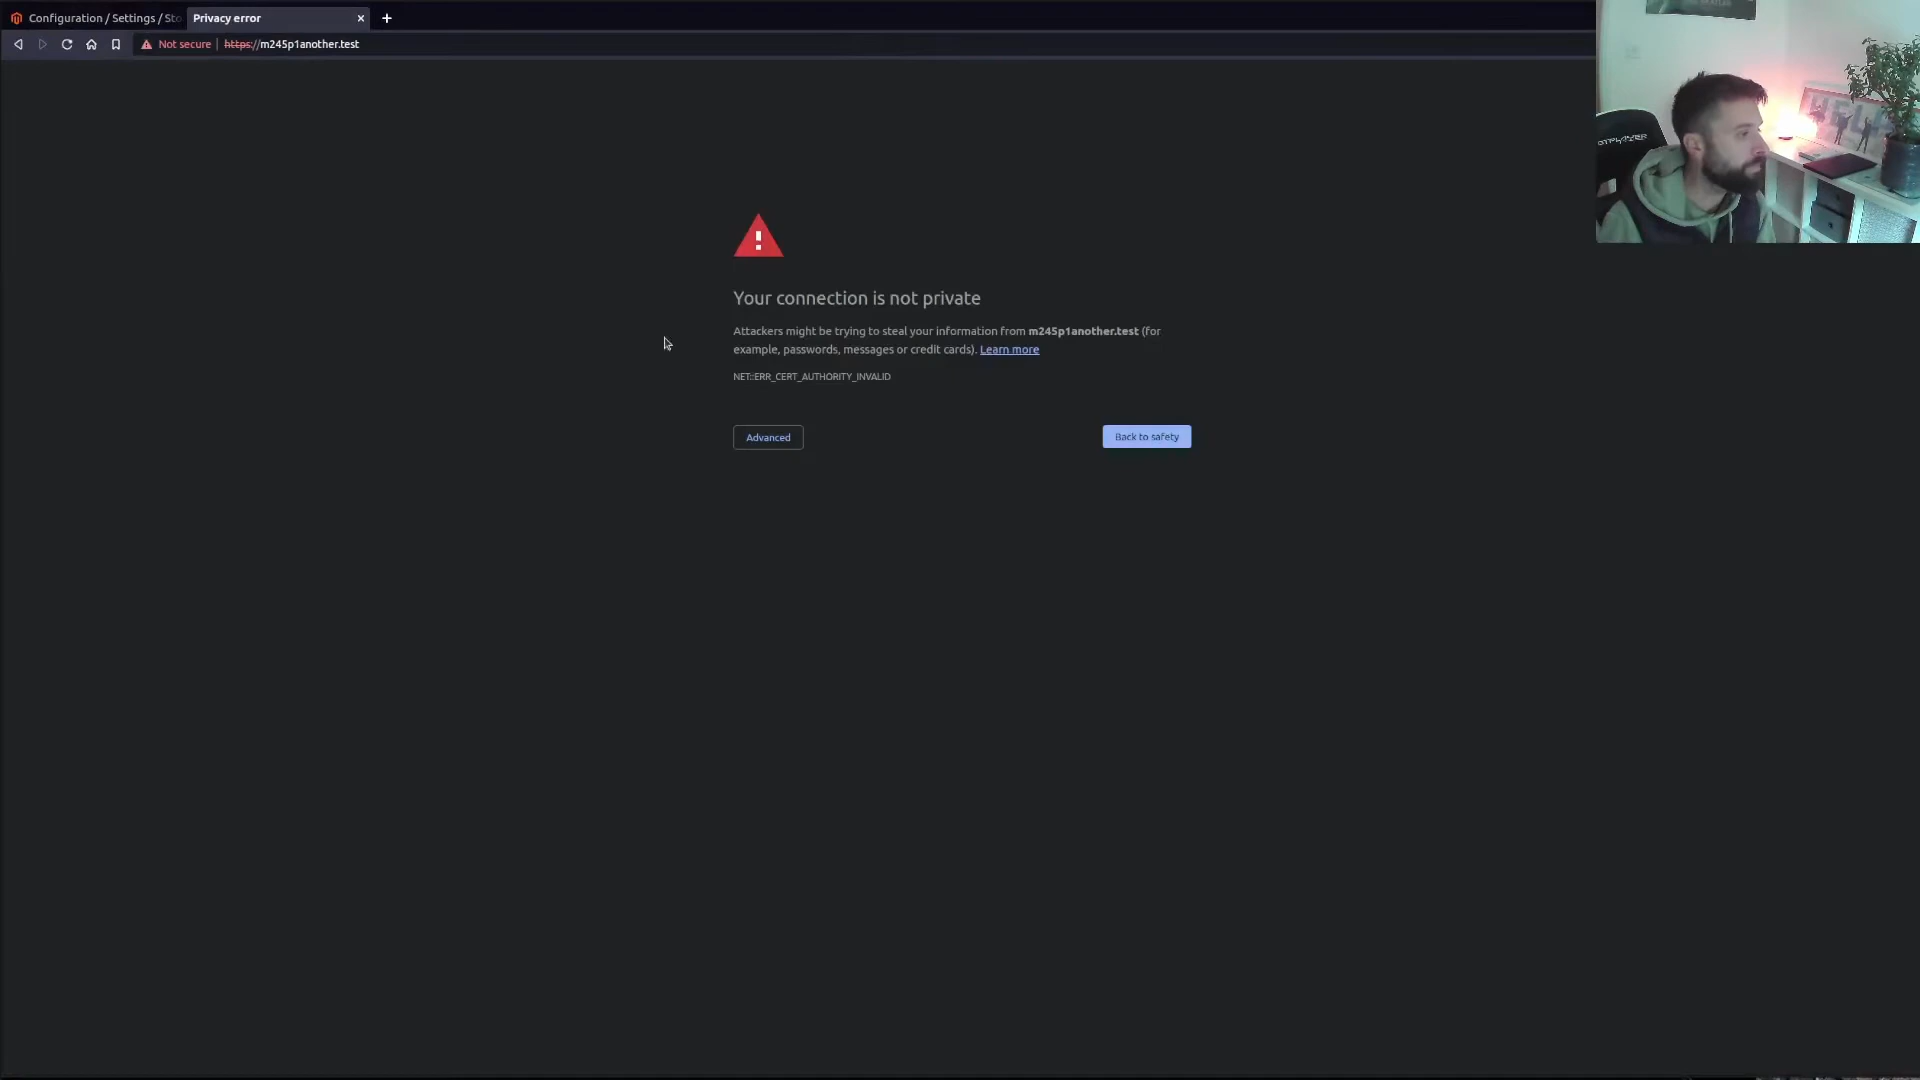 Configuration / Settings / Sto
Privacy error
Not secure | https://m245p1another.test
Your connection is not private
Attackers might be trying to steal your information from m245p1another.test (for
example, passwords, messages or credit cards). Learn more
NET::ERR_CERT_AUTHORITY_INVALID
Advanced
Back to safety